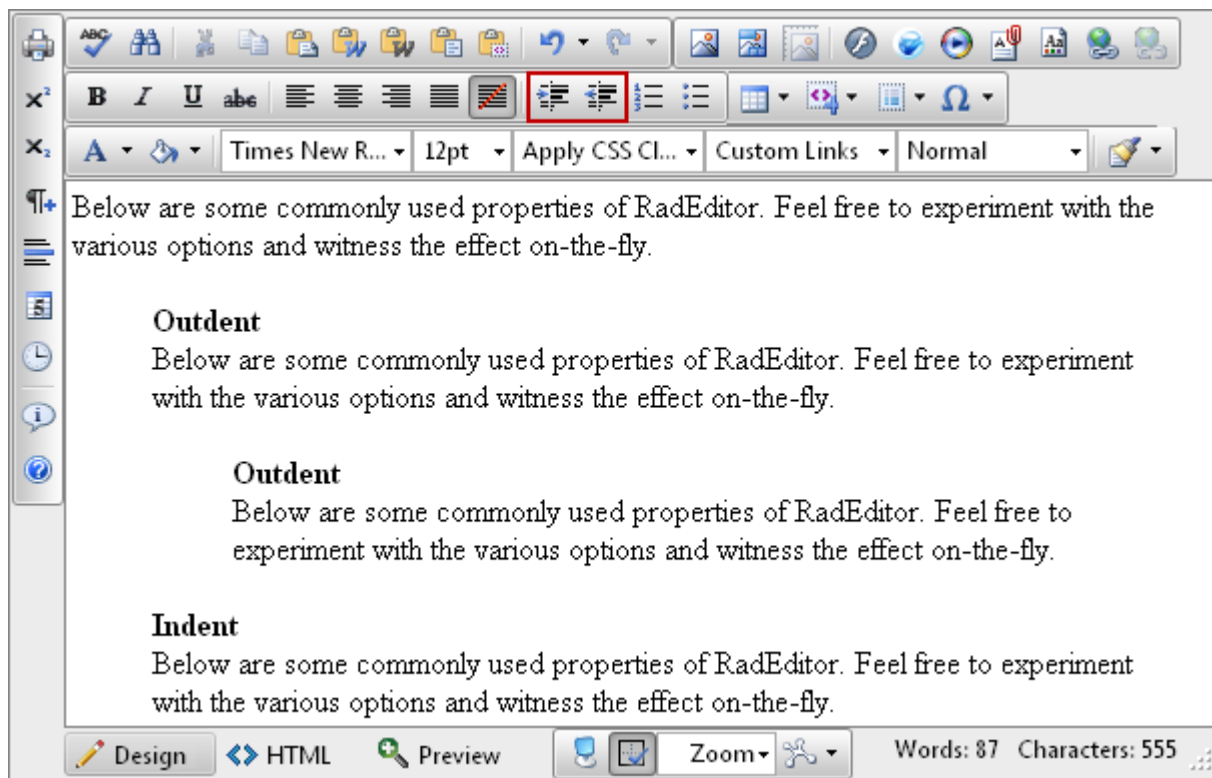 ABC
B I U abc
A Times New R... 12pt Apply CSS Cl... Custom Links Normal
Below are some commonly used properties of RadEditor. Feel free to experiment with the
various options and witness the effect on-the-fly.
Outdent
Below are some commonly used properties of RadEditor. Feel free to experiment
with the various options and witness the effect on-the-fly.
Outdent
Below are some commonly used properties of RadEditor. Feel free to
experiment with the various options and witness the effect on-the-fly.
Indent
Below are some commonly used properties of RadEditor. Feel free to experiment
with the various options and witness the effect on-the-fly.
Design HTML Preview Zoom Words: 87 Characters: 555